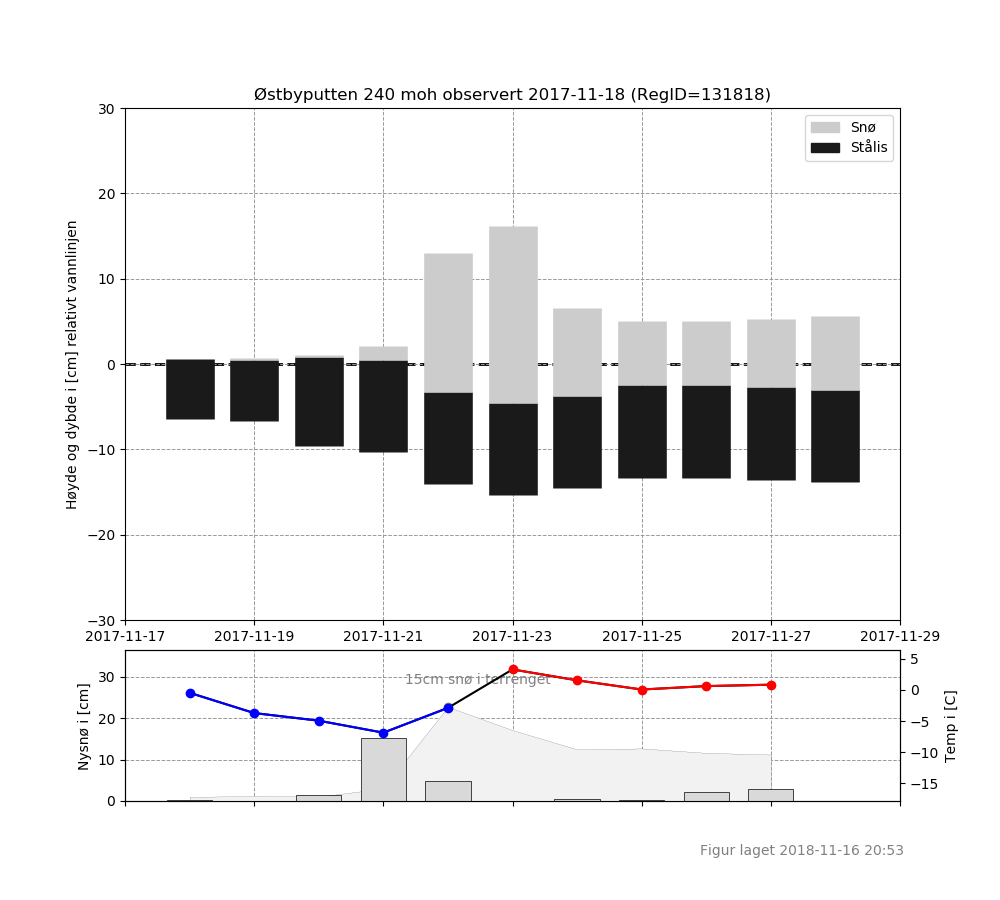 Østbyputten 240 moh observert 2017-11-18 (RegID=131818)
Høyde og dybde i [cm] relativt vannlinjen
30
20
10
0
−10
−20
−30
Snø
Stålis
2017-11-17 2017-11-19 2017-11-21 2017-11-23 2017-11-25 2017-11-27 2017-11-29
Nysnø i [cm]
30
20
10
0
15cm snø i terrenget
5
0
−5
−10
−15
Temp i [C]
Figur laget 2018-11-16 20:53